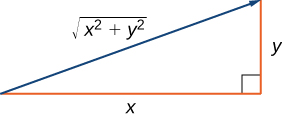 √(x² + y²)
y
x